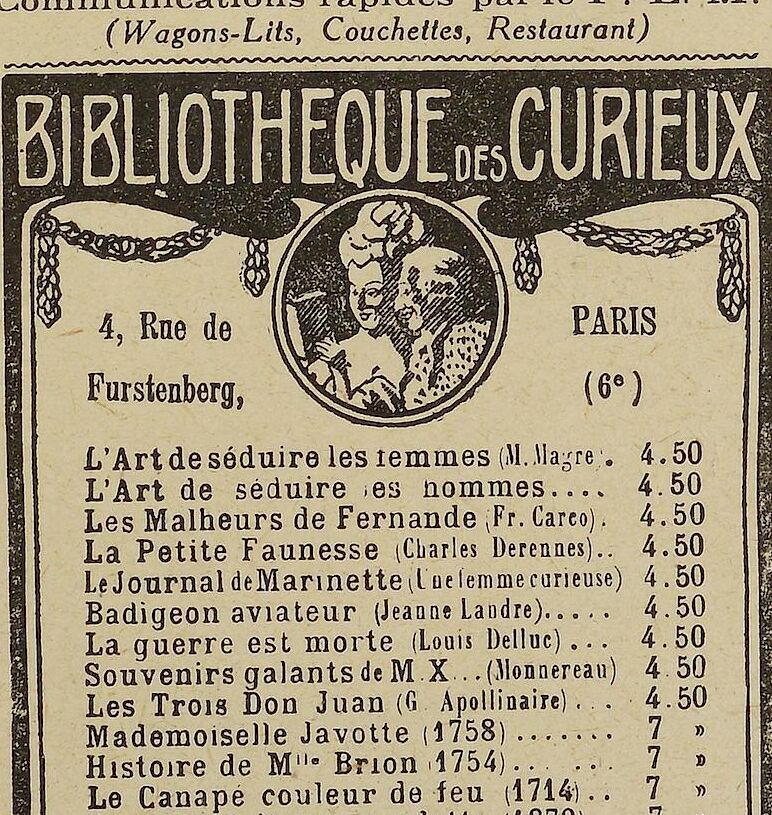 Communications rapides par le P.-L.-M.
(Wagons-Lits, Couchettes, Restaurant)
BIBLIOTHEQUE DES CURIEUX
4, Rue de
Furstenberg,
PARIS
(6e)
L'Art de séduire les femmes (M. Magre). 4.50
L'Art de séduire les hommes.... 4.50
Les Malheurs de Fernande (Fr. Carco). 4.50
La Petite Faunesse (Charles Derennes).. 4.50
Le Journal de Marinette (Une femme curieuse) 4.50
Badigeon aviateur (Jeanne Landre)..... 4.50
La guerre est morte (Louis Delluc)... 4.50
Souvenirs galants de M. X...(Monnereau) 4.50
Les Trois Don Juan (G. Apollinaire)... 4.50
Mademoiselle Javotte (1758)....... 7 »
Histoire de Mlle Brion (1754)....... 7 »
Le Canapé couleur de feu (1714).. 7 »